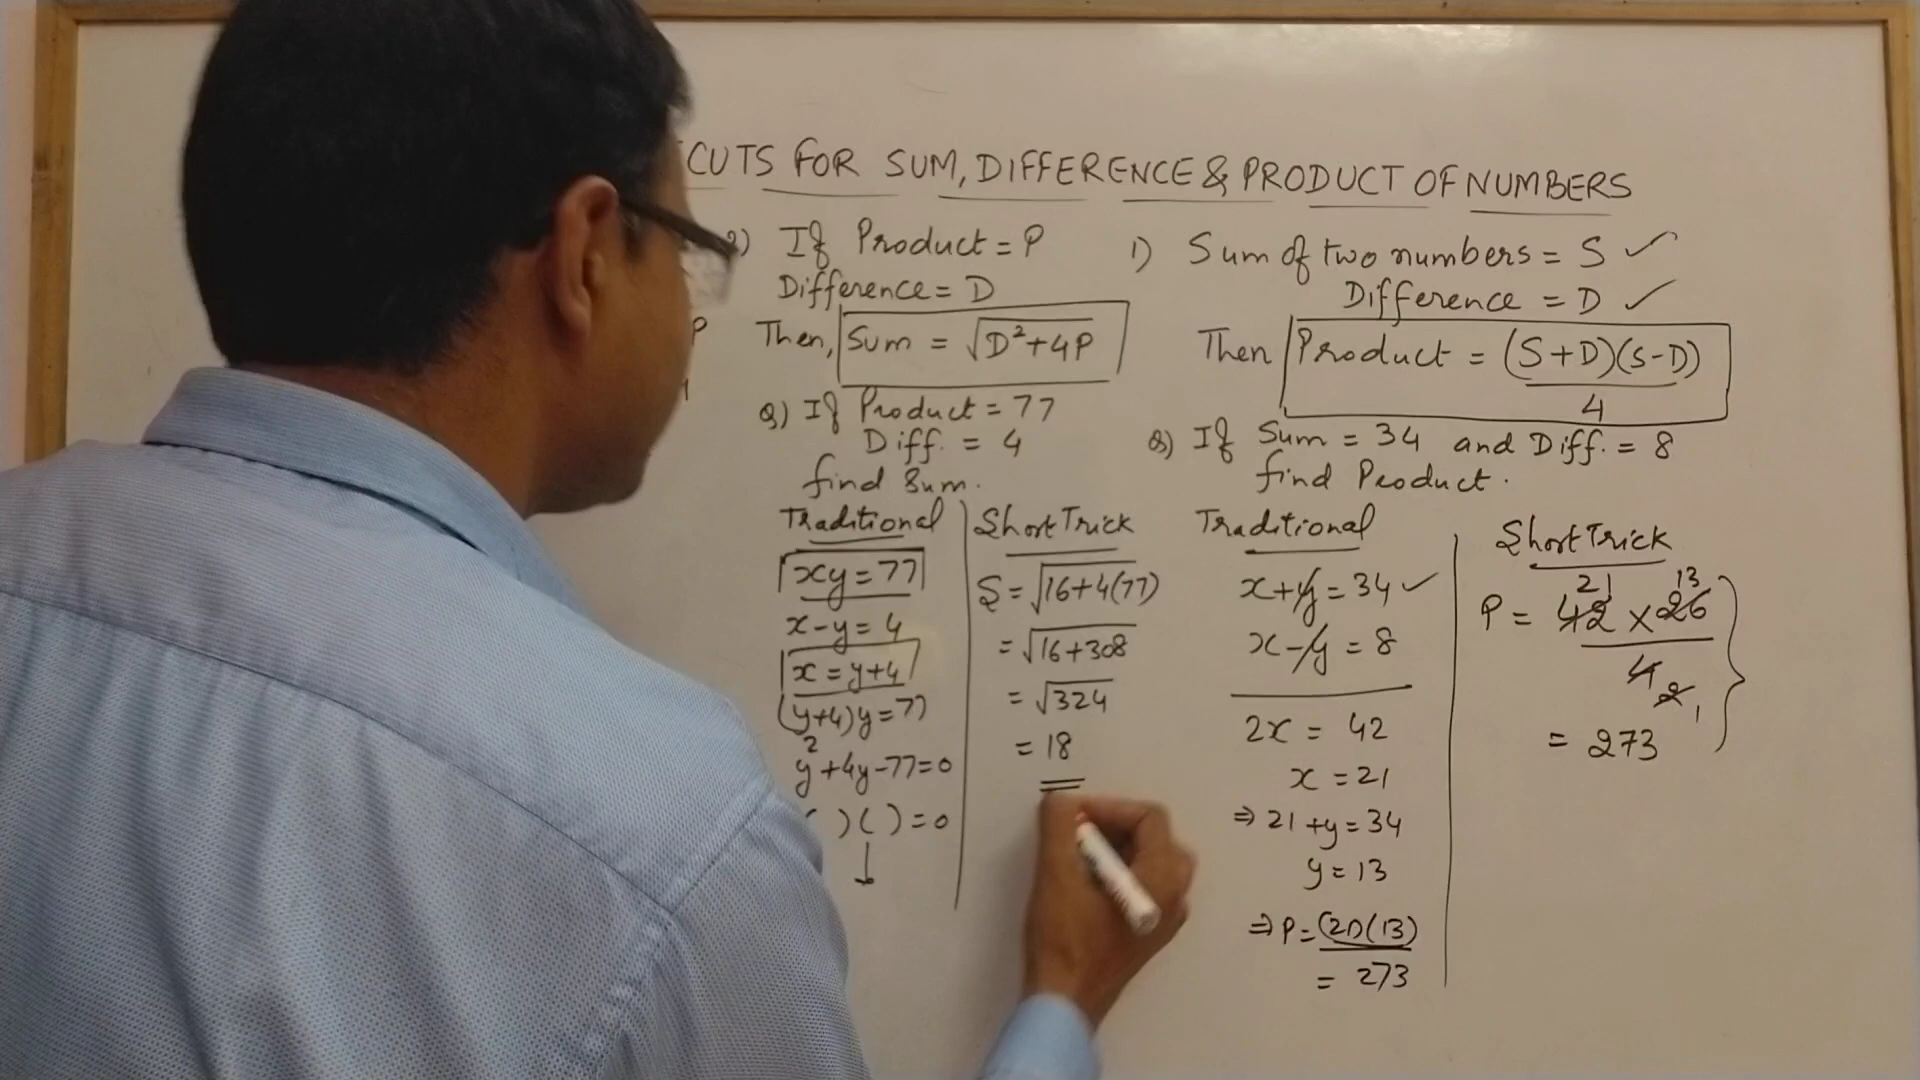 CUTS FOR SUM, DIFFERENCE & PRODUCT OF NUMBERS
2) If Product = P
Difference = D
Then, Sum = √D²+4P
Q) If Product = 77
Diff. = 4
find Sum.
Traditional
xy = 77
x-y = 4
x = y+4
(y+4)y = 77
y²+4y-77=0
( )( ) = 0
Short Trick
S = √16+4(77)
= √16+308
= √324
= 18
1) Sum of two numbers = S ✓
Difference = D ✓
Then Product = (S+D)(S-D)
4
Q) If Sum = 34 and Diff. = 8
find Product.
Traditional
x+y = 34 ✓
x-y = 8
2x = 42
x = 21
⇒ 21+y = 34
y = 13
⇒ P = (21)(13)
= 273
Short Trick
21 13
P = 42 x 26
4 2 1
= 273
P